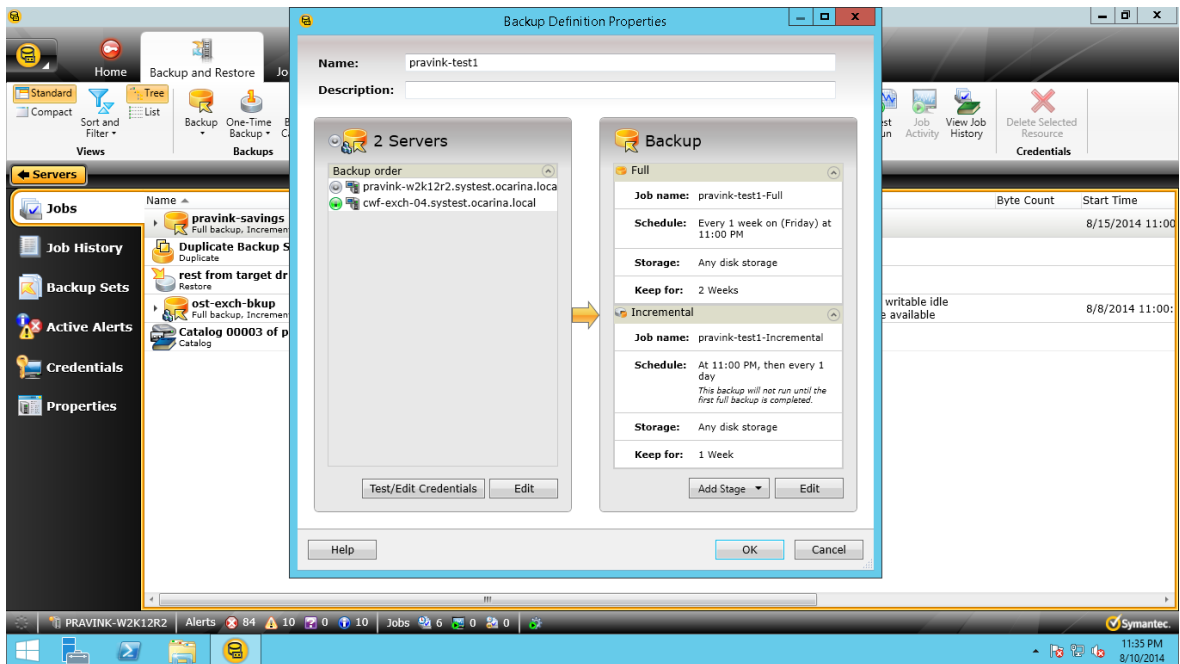 Backup Definition Properties
Home
Backup and Restore
Jo
Standard
Compact
Sort and
Filter
Tree
List
Views
Backup
One-Time
Backup
Backups
Job
Activity
View Job
History
Delete Selected
Resource
Credentials
Servers
Jobs
Job History
Backup Sets
Active Alerts
Credentials
Properties
Name
pravink-savings
Full backup, Incremen
Duplicate Backup S
Duplicate
rest from target dr
Restore
ost-exch-bkup
Full backup, Incremen
Catalog 00003 of p
Catalog
Byte Count
Start Time
8/15/2014 11:00
writable idle
available
8/8/2014 11:00:
Name:
pravink-test1
Description:
2 Servers
Backup order
pravink-w2k12r2.systest.ocarina.loca
cwf-exch-04.systest.ocarina.local
Test/Edit Credentials
Edit
Backup
Full
Job name: pravink-test1-Full
Schedule: Every 1 week on (Friday) at
11:00 PM
Storage: Any disk storage
Keep for: 2 Weeks
Incremental
Job name: pravink-test1-Incremental
Schedule: At 11:00 PM, then every 1
day
This backup will not run until the
first full backup is completed.
Storage: Any disk storage
Keep for: 1 Week
Add Stage
Edit
Help
OK
Cancel
PRAVINK-W2K12R2
Alerts 84 10 0 10
Jobs 6 0 0
Symantec.
11:35 PM
8/10/2014